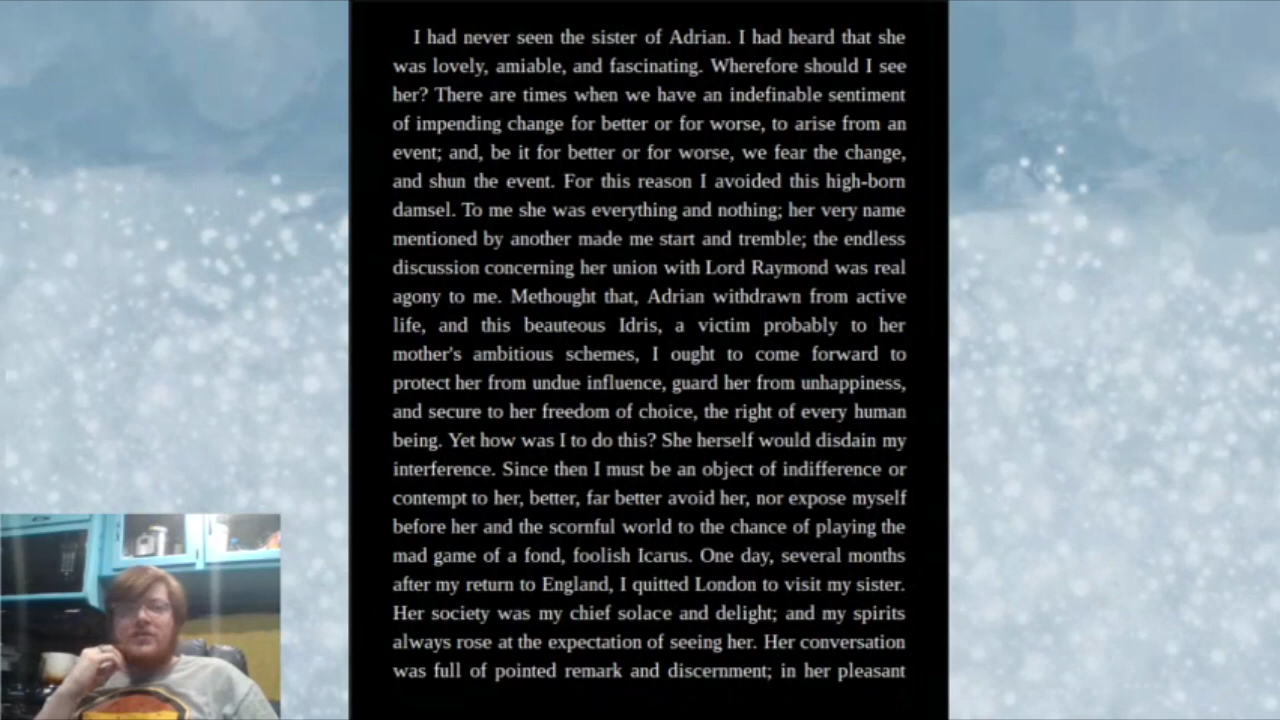 I had never seen the sister of Adrian. I had heard that she
was lovely, amiable, and fascinating. Wherefore should I see
her? There are times when we have an indefinable sentiment
of impending change for better or for worse, to arise from an
event; and, be it for better or for worse, we fear the change,
and shun the event. For this reason I avoided this high-born
damsel. To me she was everything and nothing; her very name
mentioned by another made me start and tremble; the endless
discussion concerning her union with Lord Raymond was real
agony to me. Methought that, Adrian withdrawn from active
life, and this beauteous Idris, a victim probably to her
mother's ambitious schemes, I ought to come forward to
protect her from undue influence, guard her from unhappiness,
and secure to her freedom of choice, the right of every human
being. Yet how was I to do this? She herself would disdain my
interference. Since then I must be an object of indifference or
contempt to her, better, far better avoid her, nor expose myself
before her and the scornful world to the chance of playing the
mad game of a fond, foolish Icarus. One day, several months
after my return to England, I quitted London to visit my sister.
Her society was my chief solace and delight; and my spirits
always rose at the expectation of seeing her. Her conversation
was full of pointed remark and discernment; in her pleasant